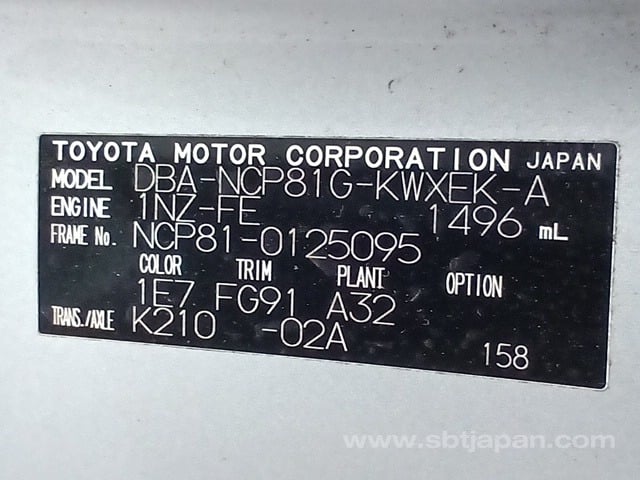 TOYOTA MOTOR CORPORATION JAPAN
MODEL DBA-NCP81G-KWXEK-A
ENGINE 1NZ-FE 1496 mL
FRAME No. NCP81-0125095
COLOR TRIM PLANT OPTION
1E7 FG91 A32
TRANS./AXLE K210 -02A
158
www.sbtjapan.com